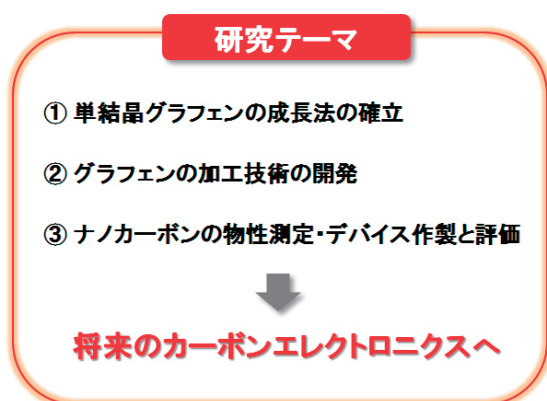 研究テーマ
① 単結晶グラフェンの成長法の確立
② グラフェンの加工技術の開発
③ ナノカーボンの物性測定・デバイス作製と評価
将来のカーボンエレクトロニクスへ